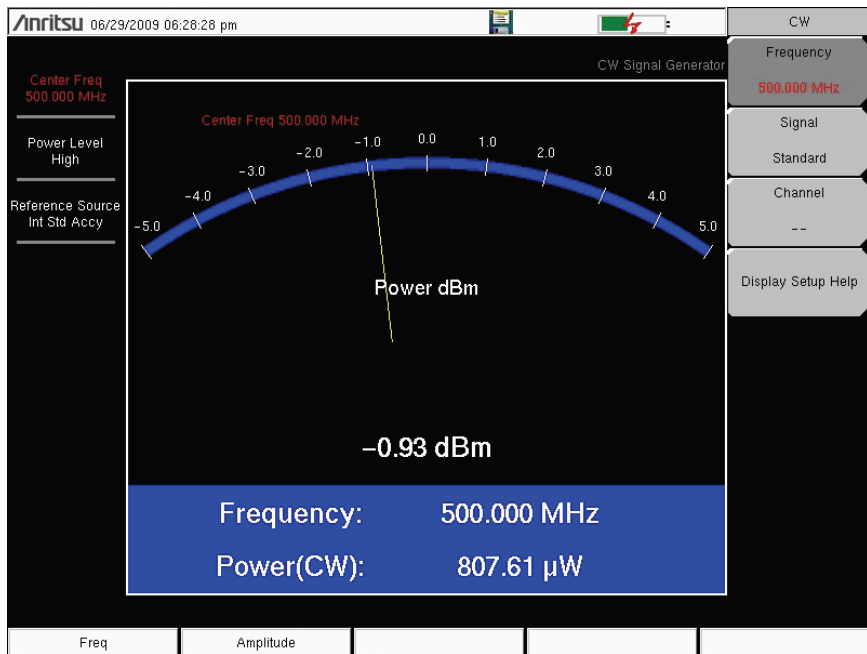 Anritsu 06/29/2009 06:28:28 pm
CW
CW Signal Generator
Center Freq
500.000 MHz
Power Level
High
Reference Source
Int Std Accy
Center Freq 500.000 MHz
-5.0 -4.0 -3.0 -2.0 -1.0 0.0 1.0 2.0 3.0 4.0 5.0
Power dBm
-0.93 dBm
Frequency: 500.000 MHz
Power(CW): 807.61 µW
Frequency
500.000 MHz
Signal
Standard
Channel
--
Display Setup Help
Freq
Amplitude